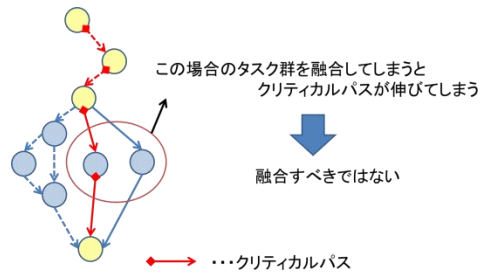 この場合のタスク群を融合してしまうと
クリティカルパスが伸びてしまう
融合すべきではない
・・・クリティカルパス